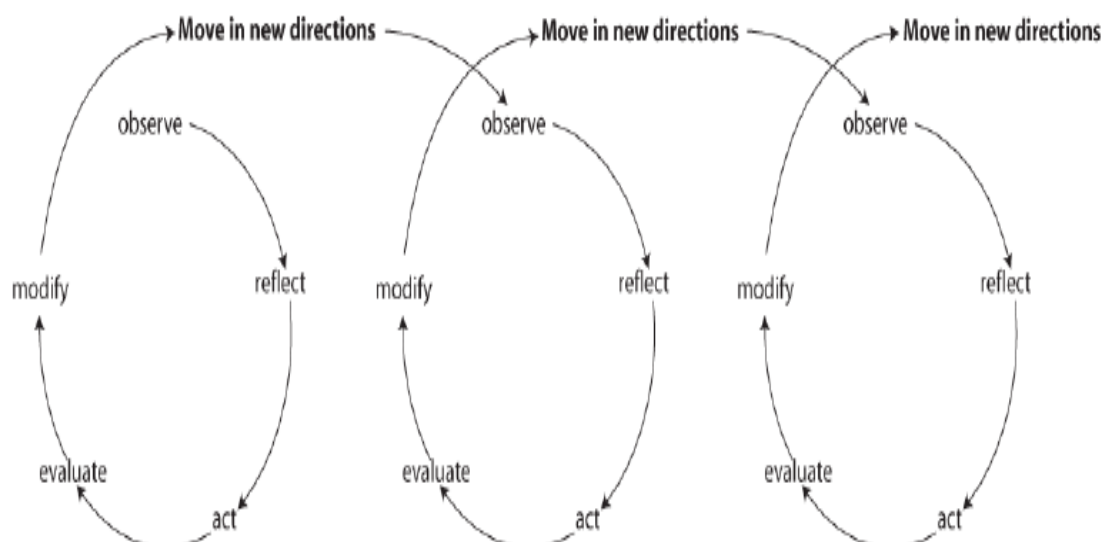 Move in new directions
Move in new directions
Move in new directions
observe
observe
observe
modify
reflect
modify
reflect
modify
reflect
evaluate
evaluate
evaluate
act
act
act